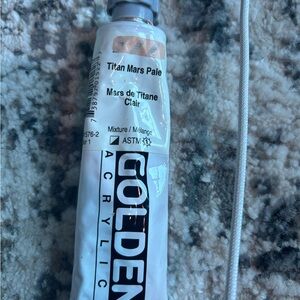 Titan Mars Pale
Mars de Titane
Clair
Mixture / Mélange
ASTM
GOLDEN
ACRYLIC